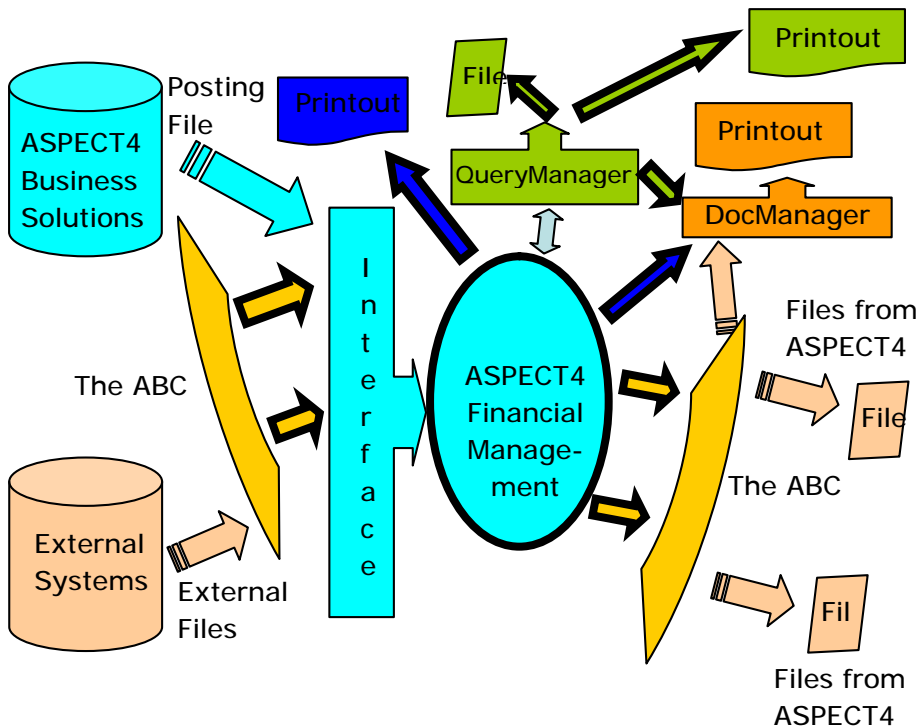 Printout
File
Posting
File
Printout
ASPECT4
Business
Solutions
Printout
QueryManager
DocManager
I
n
t
e
r
f
a
c
e
Files from
ASPECT4
The ABC
ASPECT4
Financial
Manage-
ment
File
The ABC
External
Systems
External
Files
Fil
Files from
ASPECT4